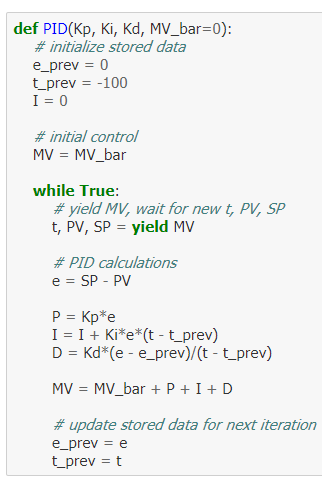 def PID(Kp, Ki, Kd, MV_bar=0):
    # initialize stored data
    e_prev = 0
    t_prev = -100
    I = 0

    # initial control
    MV = MV_bar

    while True:
        # yield MV, wait for new t, PV, SP
        t, PV, SP = yield MV

        # PID calculations
        e = SP - PV

        P = Kp*e
        I = I + Ki*e*(t - t_prev)
        D = Kd*(e - e_prev)/(t - t_prev)

        MV = MV_bar + P + I + D

        # update stored data for next iteration
        e_prev = e
        t_prev = t